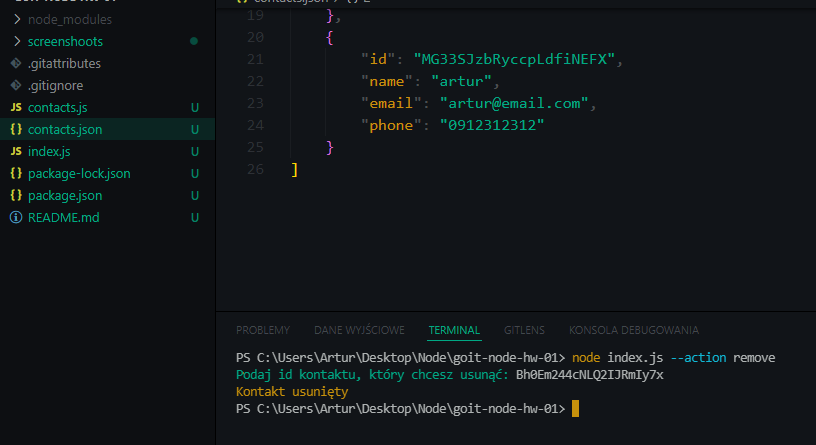 node_modules
screenshoots
.gitattributes
.gitignore
JS contacts.js U
{} contacts.json U
JS index.js U
{} package-lock.json U
{} package.json U
README.md U
19 },
20 {
21 "id": "MG33SJzbRyccpLdfiNEFX",
22 "name": "artur",
23 "email": "artur@email.com",
24 "phone": "0912312312"
25 }
26 ]
PROBLEMY DANE WYJŚCIOWE TERMINAL GITLENS KONSOLA DEBUGOWANIA
PS C:\Users\Artur\Desktop\Node\goit-node-hw-01> node index.js --action remove
Podaj id kontaktu, który chcesz usunąć: Bh0Em244cNLQ2IJRmIy7x
Kontakt usunięty
PS C:\Users\Artur\Desktop\Node\goit-node-hw-01>